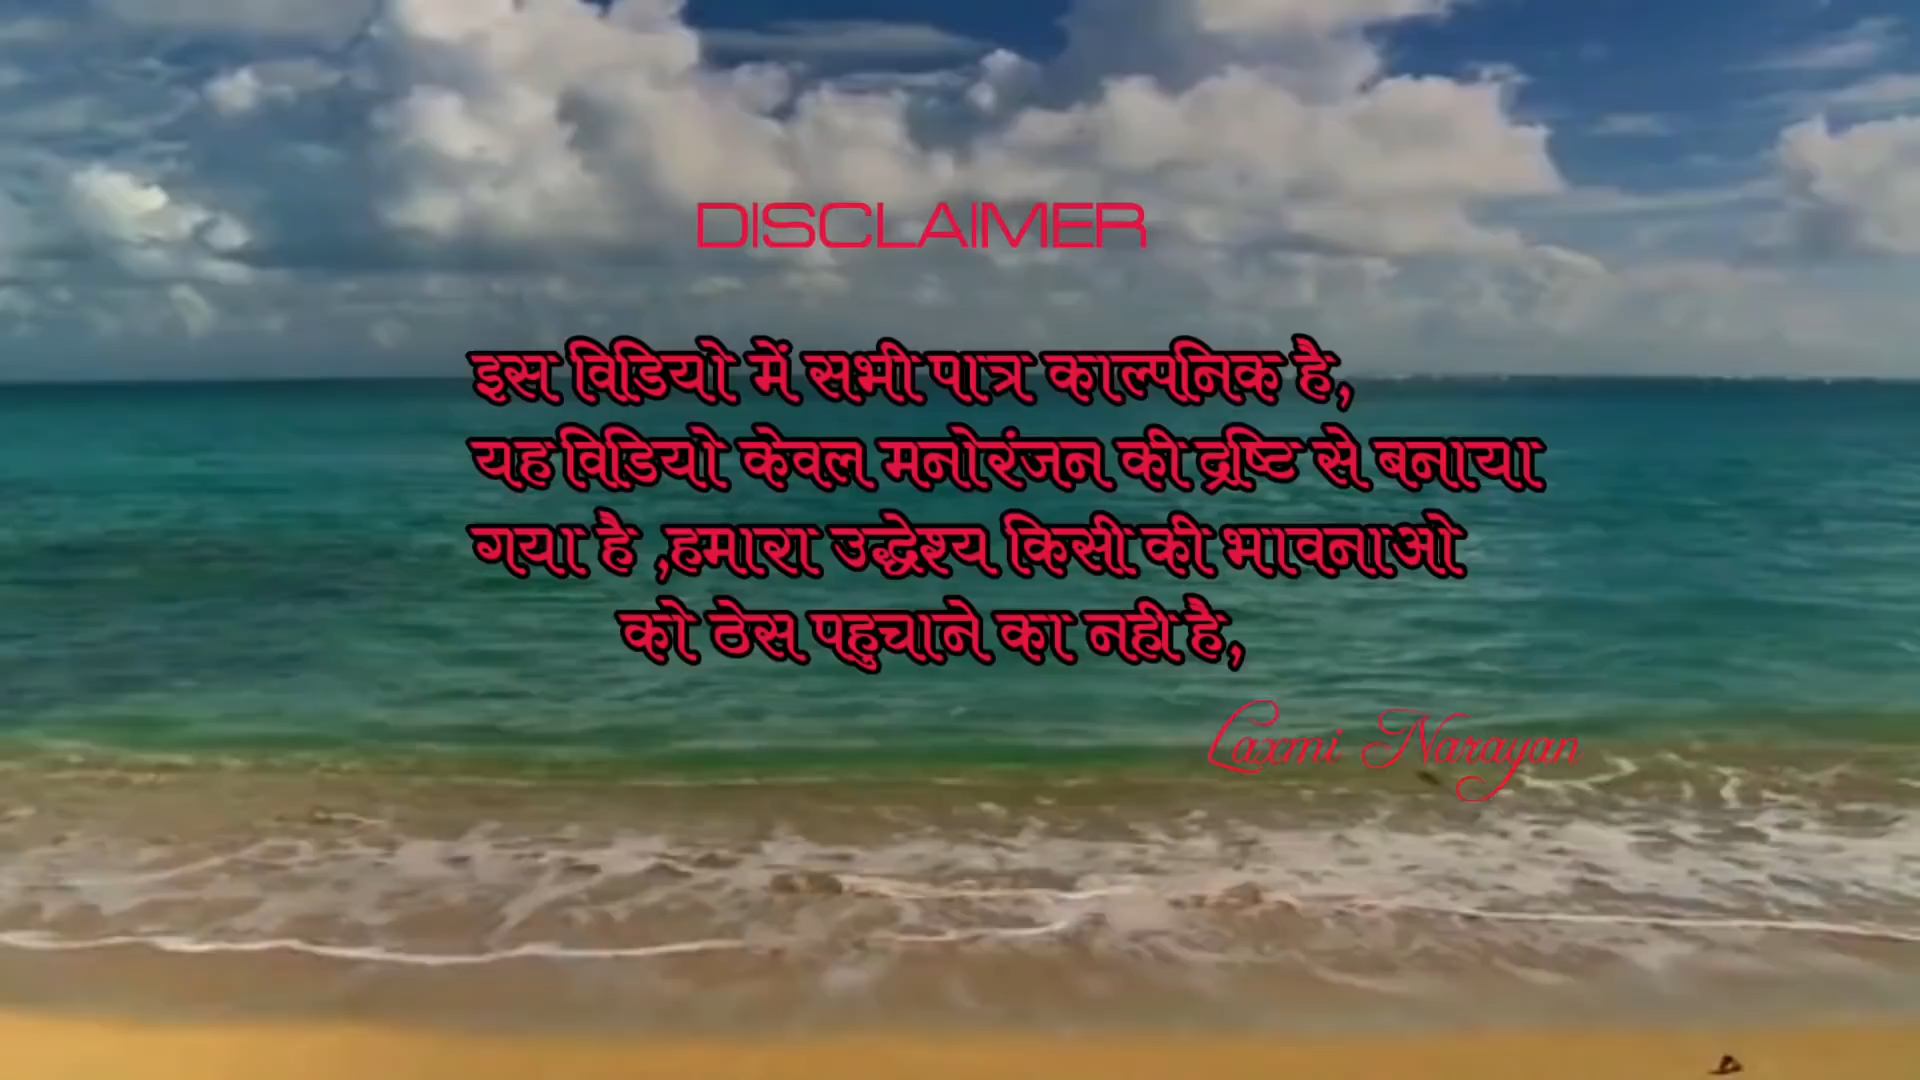 DISCLAIMER
इस विडियो में सभी पात्र काल्पनिक है,
यह विडियो केवल मनोरंजन की द्रष्टि से बनाया
गया है ,हमारा उद्धेश्य किसी की भावनाओ
को ठेस पहुचाने का नही है,
Laxmi Narayan